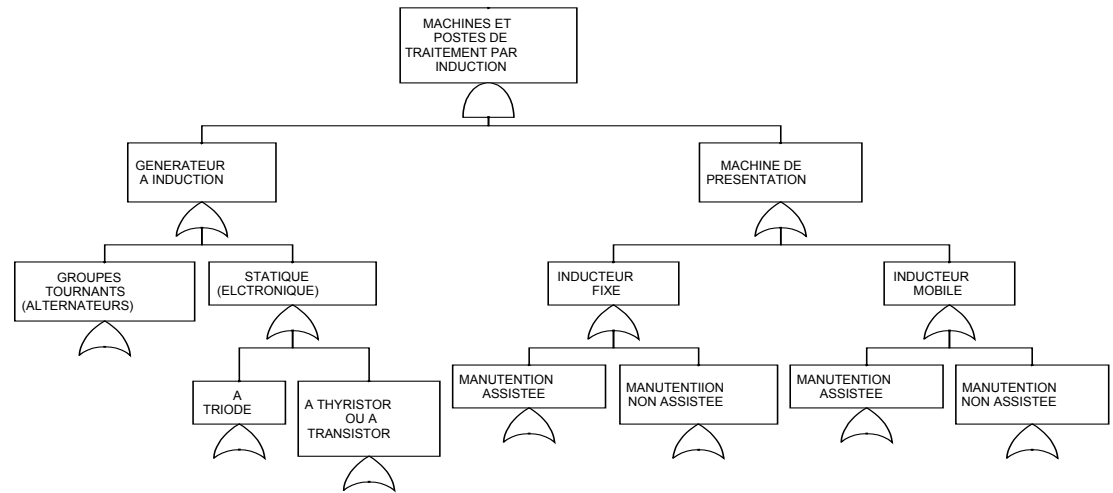 MACHINES ET
POSTES DE
TRAITEMENT PAR
INDUCTION
GENERATEUR
A INDUCTION
MACHINE DE
PRESENTATION
GROUPES
TOURNANTS
(ALTERNATEURS)
STATIQUE
(ELCTRONIQUE)
INDUCTEUR
FIXE
INDUCTEUR
MOBILE
A
TRIODE
A THYRISTOR
OU A
TRANSISTOR
MANUTENTION
ASSISTEE
MANUTENTIION
NON ASSISTEE
MANUTENTION
ASSISTEE
MANUTENTION
NON ASSISTEE